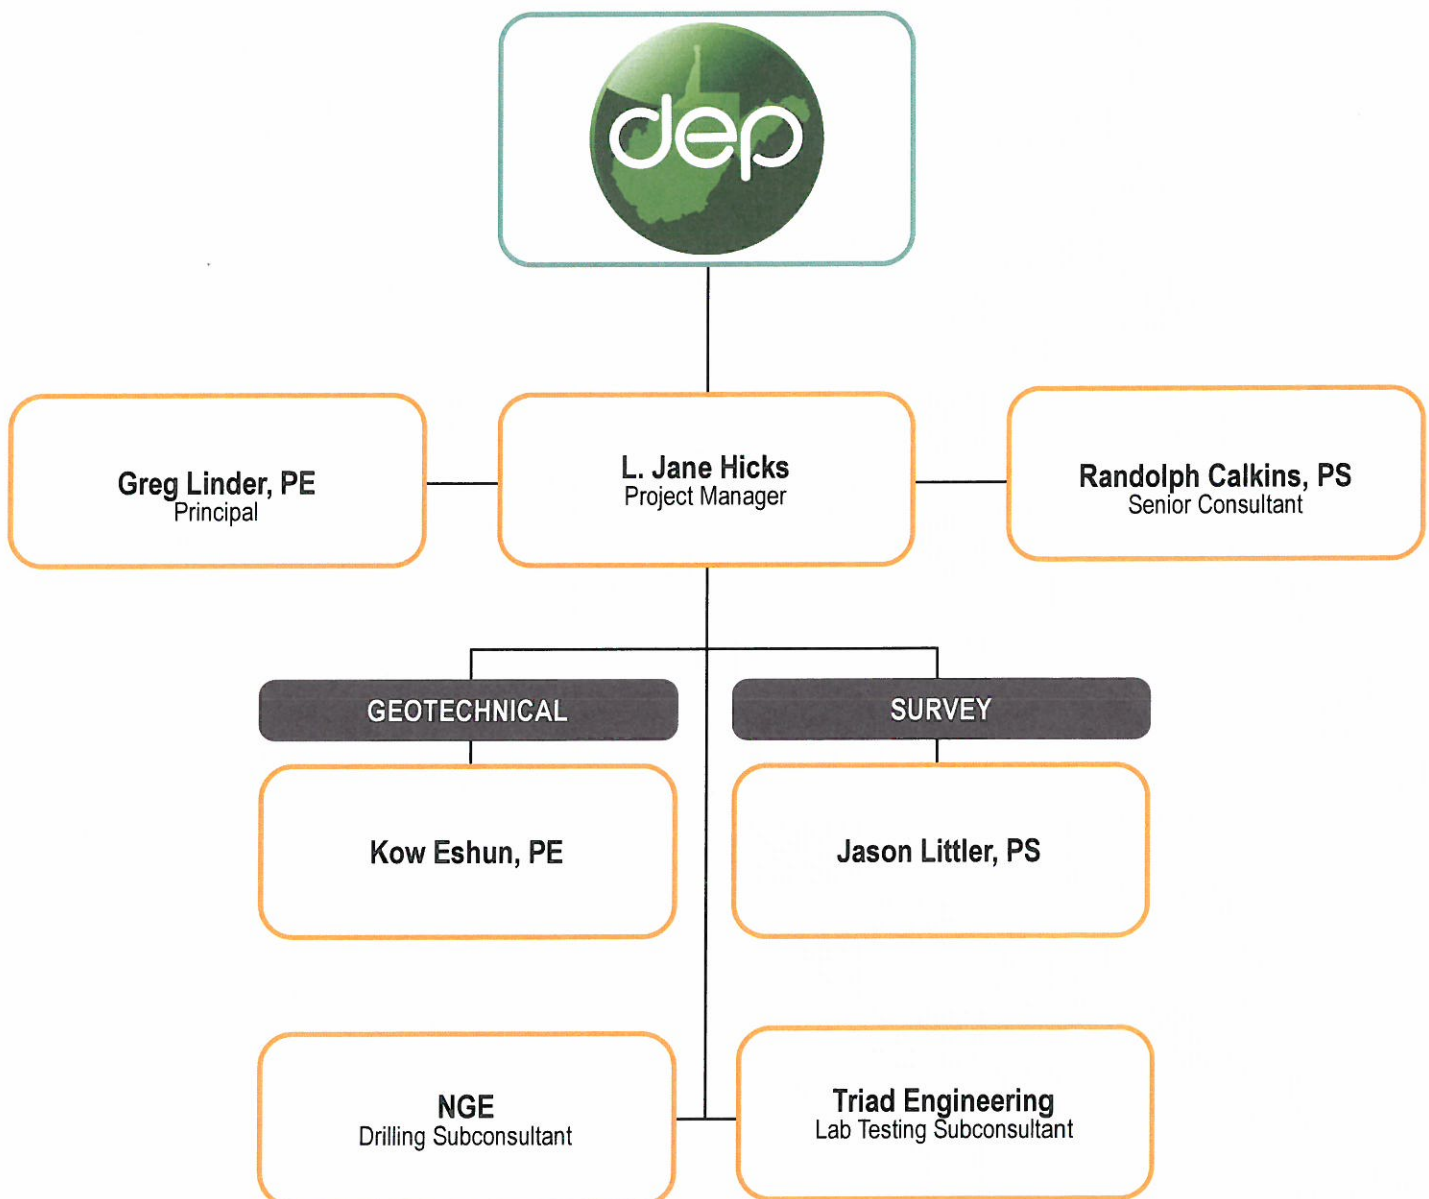 dep
Greg Linder, PE
Principal
L. Jane Hicks
Project Manager
Randolph Calkins, PS
Senior Consultant
GEOTECHNICAL
SURVEY
Kow Eshun, PE
Jason Littler, PS
NGE
Drilling Subconsultant
Triad Engineering
Lab Testing Subconsultant